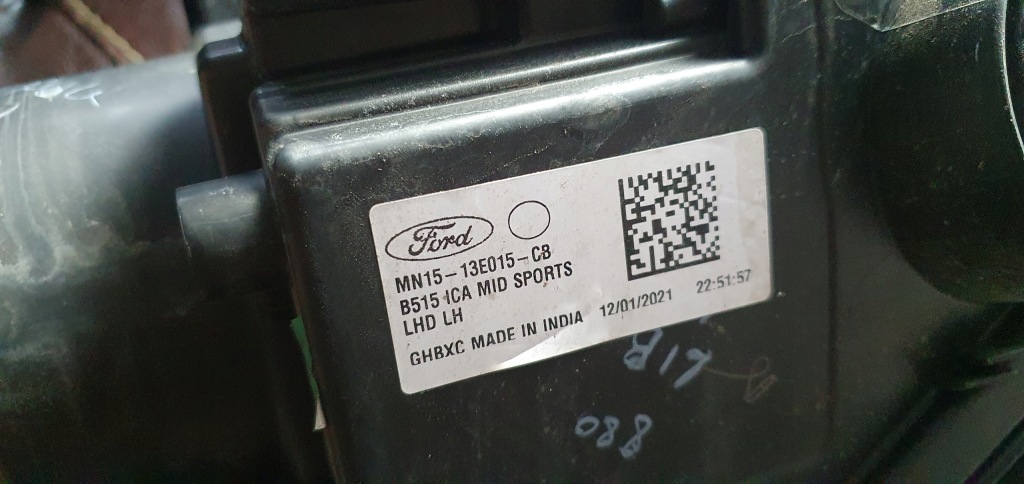 Ford
MN15-13E015-CB
B515 ICA MID SPORTS
LHD LH
GHBXC MADE IN INDIA 12/01/2021 22:51:57
088